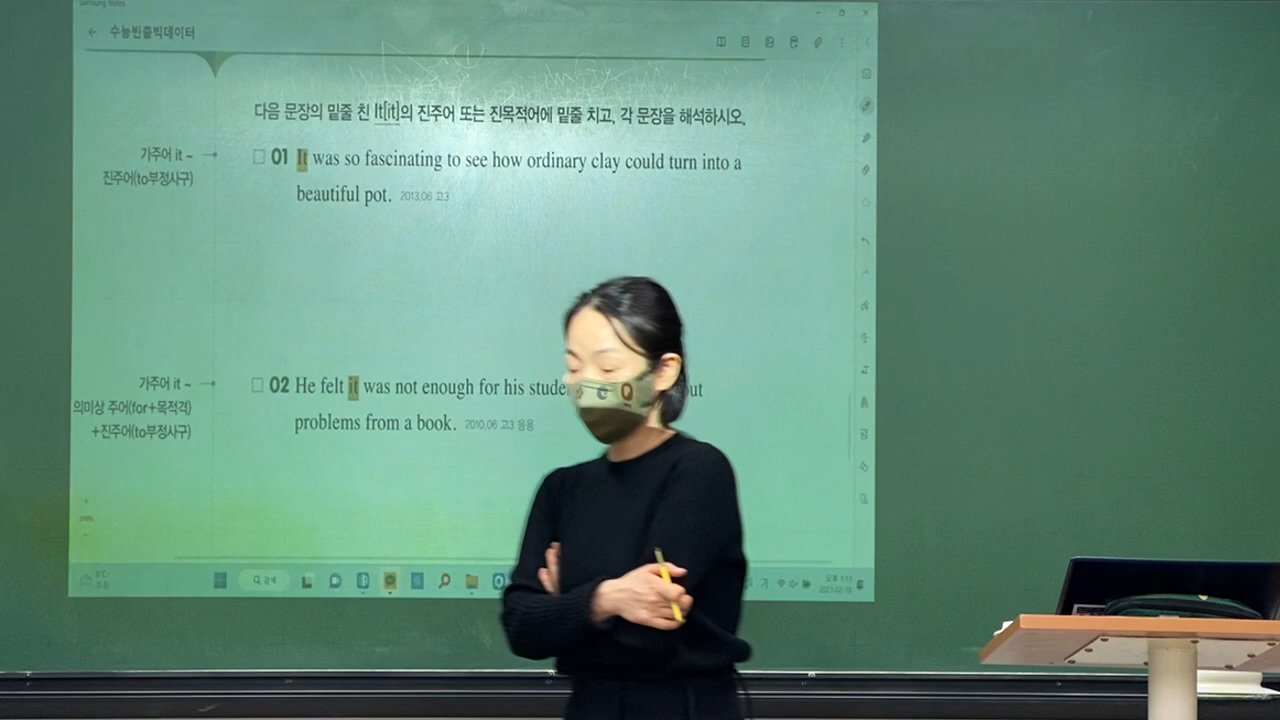 Samsung Notes
수능빈출빅데이터
다음 문장의 밑줄 친 It[it]의 진주어 또는 진목적어에 밑줄 치고, 각 문장을 해석하시오.
가주어 it ~
진주어(to부정사구)
01 It was so fascinating to see how ordinary clay could turn into a
beautiful pot. 2013.06 고3
가주어 it ~
의미상 주어(for+목적격)
+진주어(to부정사구)
02 He felt it was not enough for his stude out
problems from a book. 2010.06 고3 응용
검색